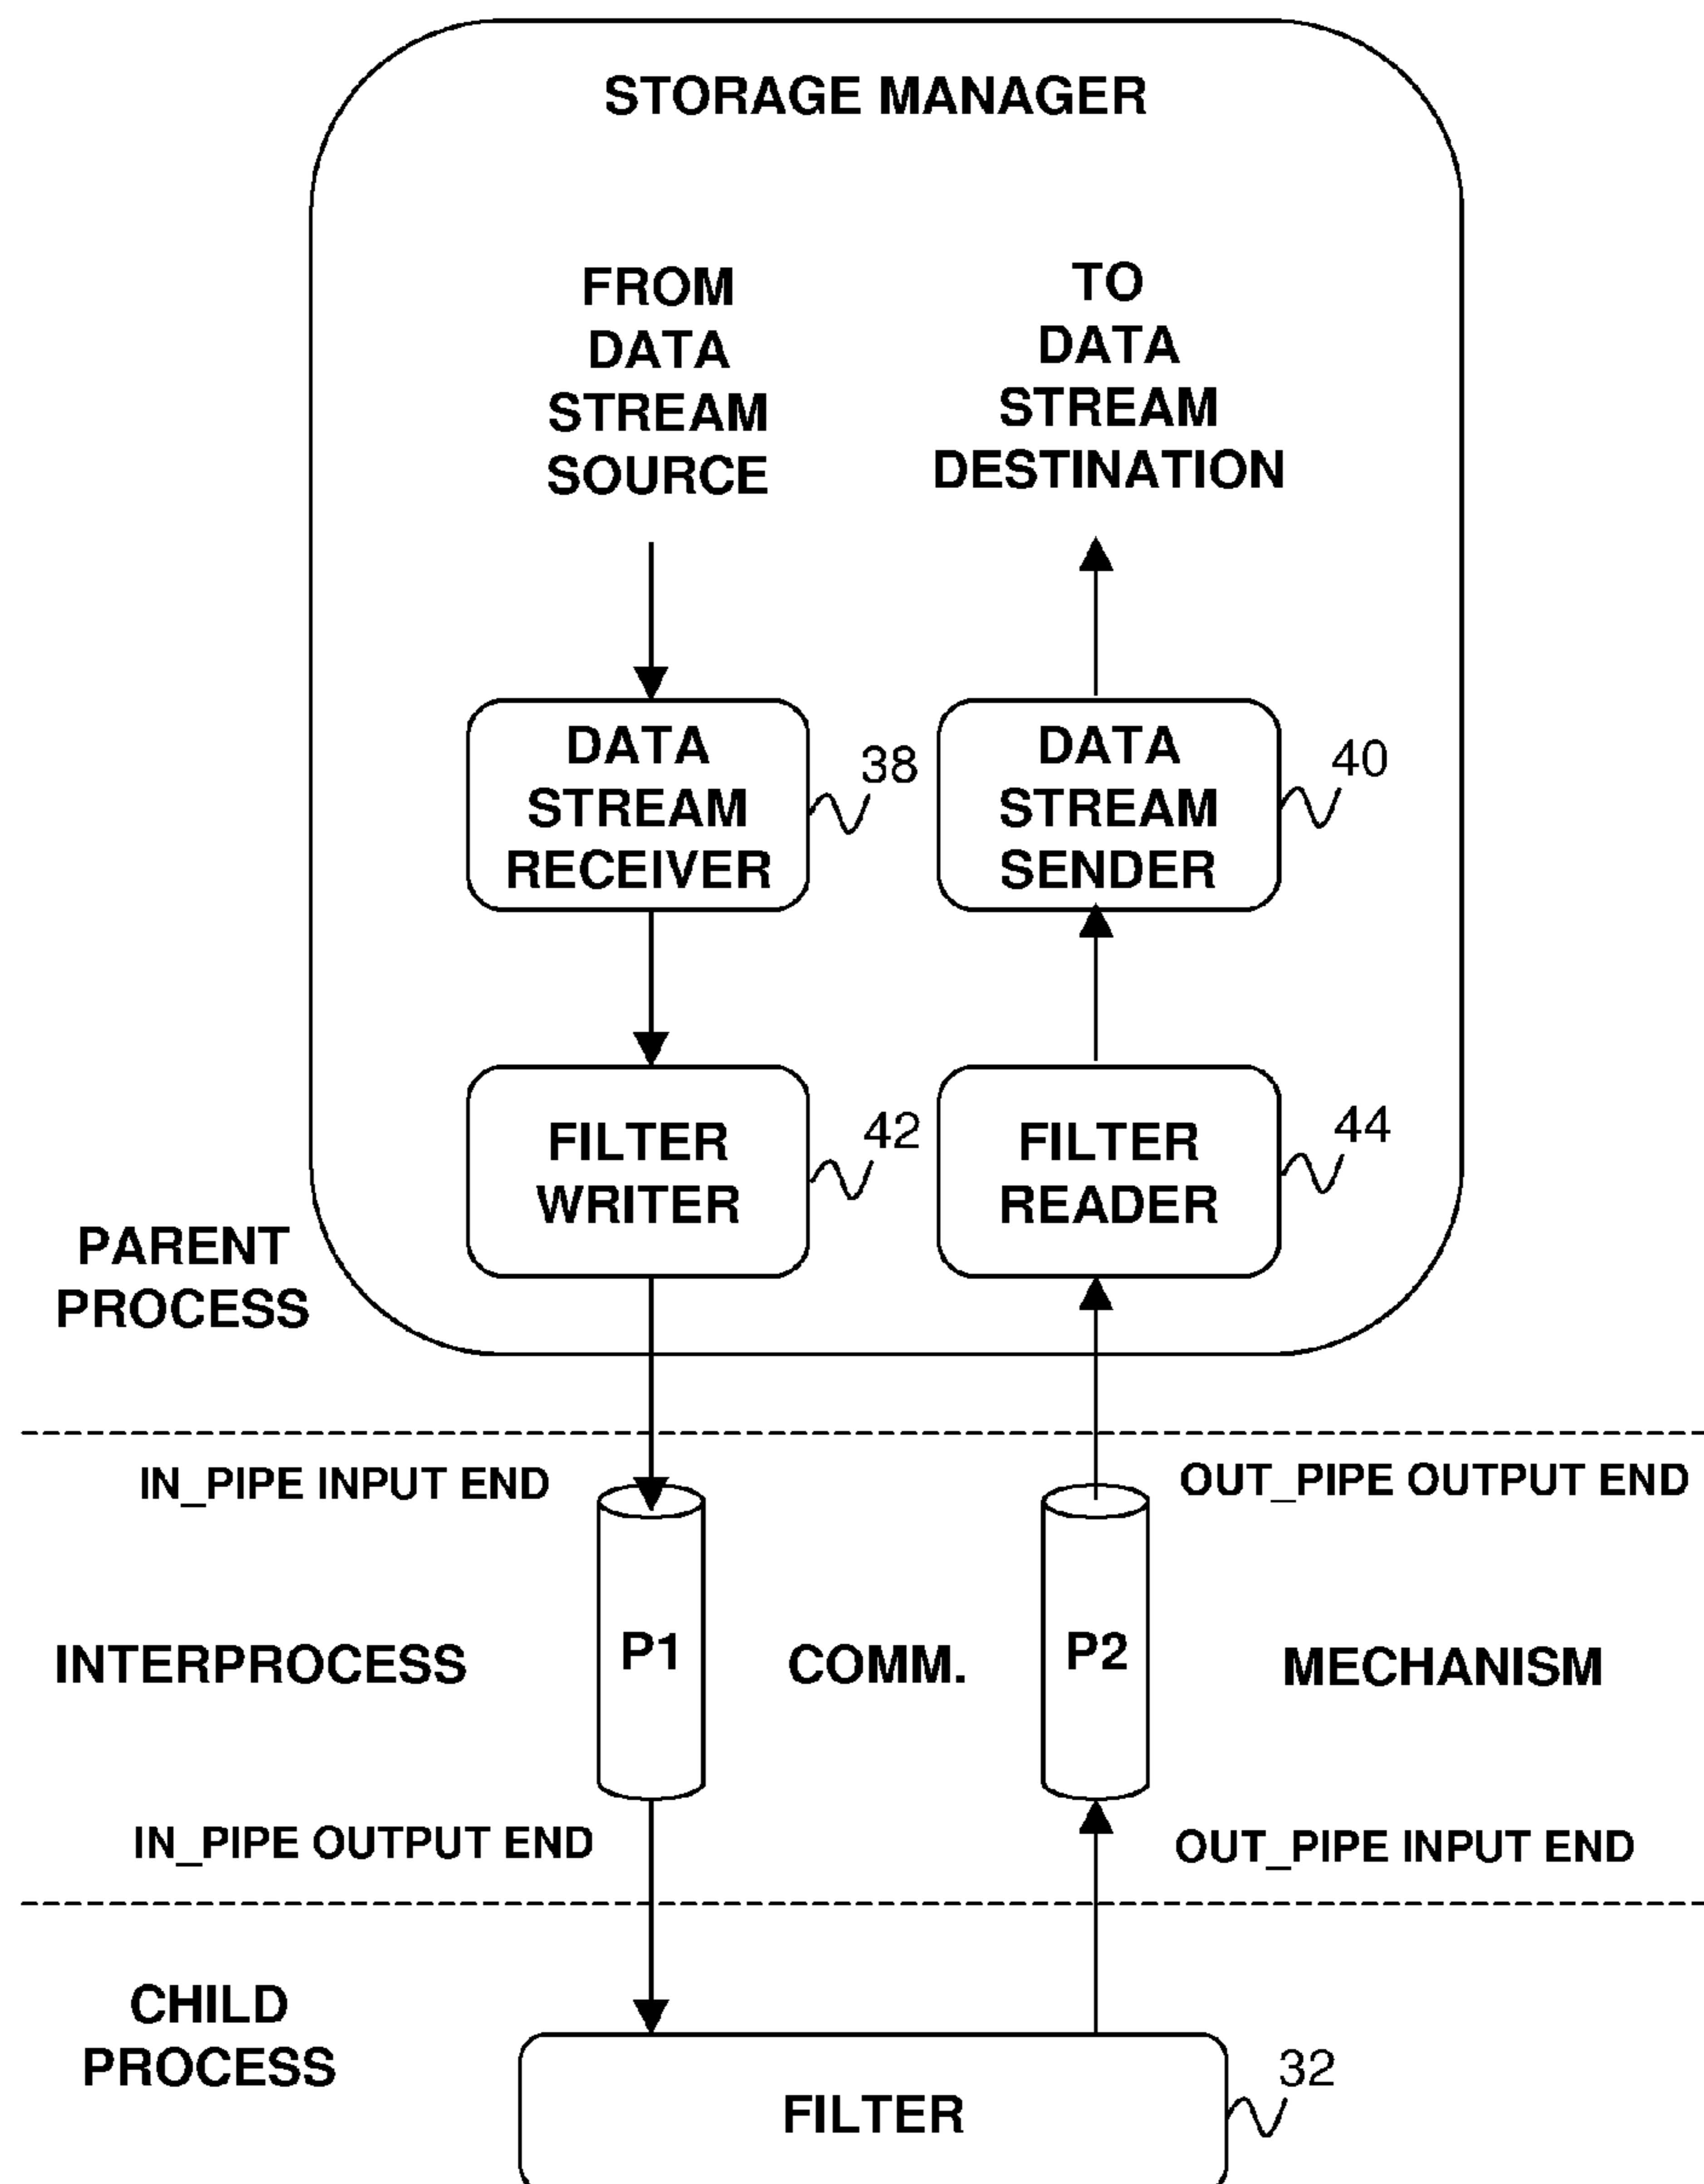 STORAGE MANAGER
FROM
DATA
STREAM
SOURCE
TO
DATA
STREAM
DESTINATION
DATA
STREAM
RECEIVER
38
DATA
STREAM
SENDER
40
FILTER
WRITER
42
FILTER
READER
44
PARENT
PROCESS
IN_PIPE INPUT END
OUT_PIPE OUTPUT END
INTERPROCESS
P1
COMM.
P2
MECHANISM
IN_PIPE OUTPUT END
OUT_PIPE INPUT END
CHILD
PROCESS
FILTER
32